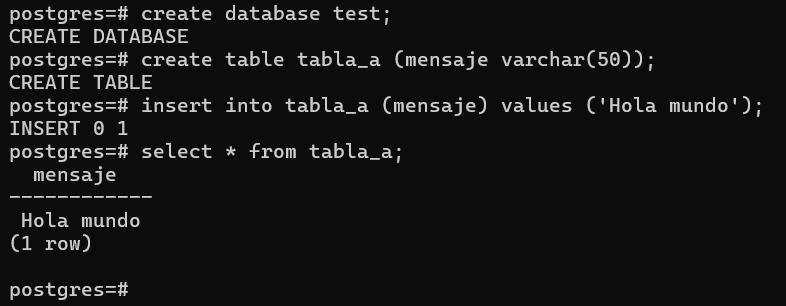 postgres=# create database test;
CREATE DATABASE
postgres=# create table tabla_a (mensaje varchar(50));
CREATE TABLE
postgres=# insert into tabla_a (mensaje) values ('Hola mundo');
INSERT 0 1
postgres=# select * from tabla_a;
  mensaje
------------
 Hola mundo
(1 row)

postgres=#